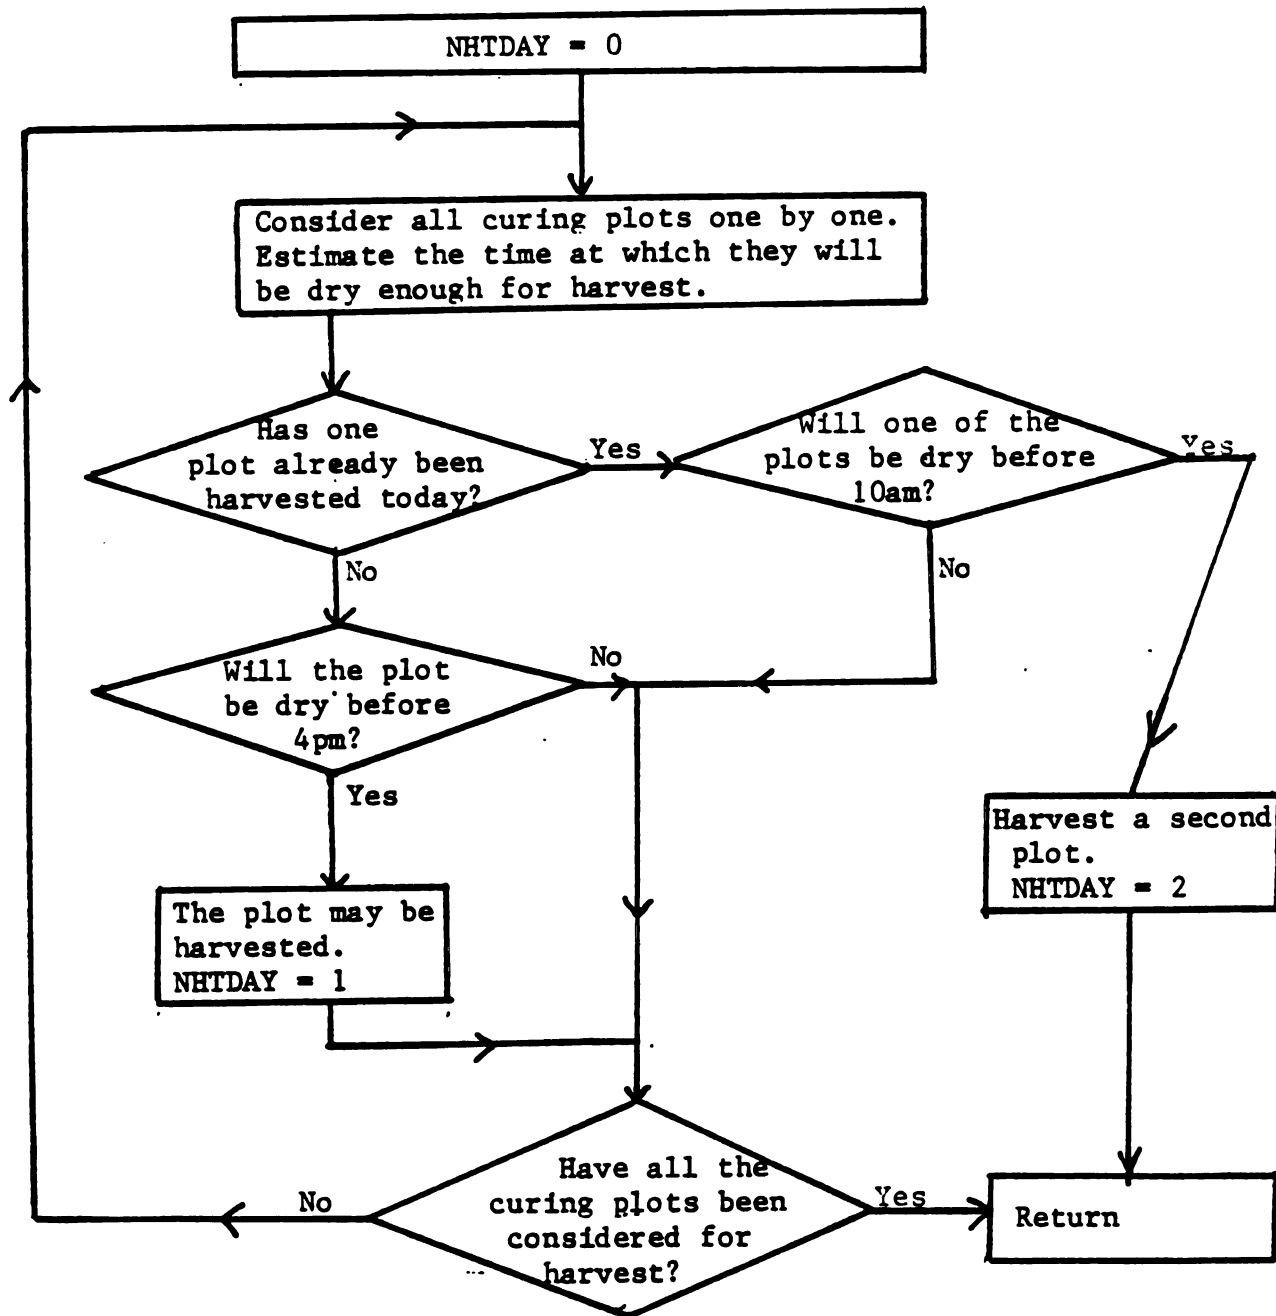 NHTDAY = 0
Consider all curing plots one by one.
Estimate the time at which they will
be dry enough for harvest.
Has one
plot already been
harvested today?
Yes
Will one of the
plots be dry before
10am?
Yes
No
No
Will the plot
be dry before
4pm?
No
Yes
Harvest a second
plot.
NHTDAY = 2
The plot may be
harvested.
NHTDAY = 1
Have all the
curing plots been
considered for
harvest?
No
Yes
Return